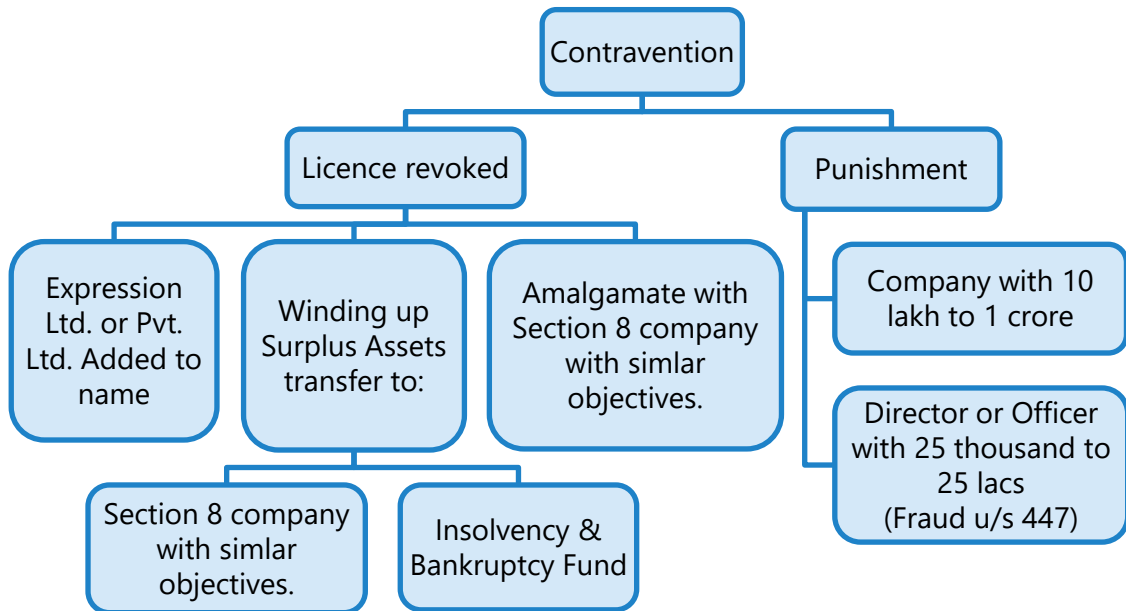 Contravention
Licence revoked
Punishment
Expression
Ltd. or Pvt.
Ltd. Added to
name
Winding up
Surplus Assets
transfer to:
Amalgamate with
Section 8 company
with simlar
objectives.
Company with 10
lakh to 1 crore
Director or Officer
with 25 thousand to
25 lacs
(Fraud u/s 447)
Section 8 company
with simlar
objectives.
Insolvency &
Bankruptcy Fund